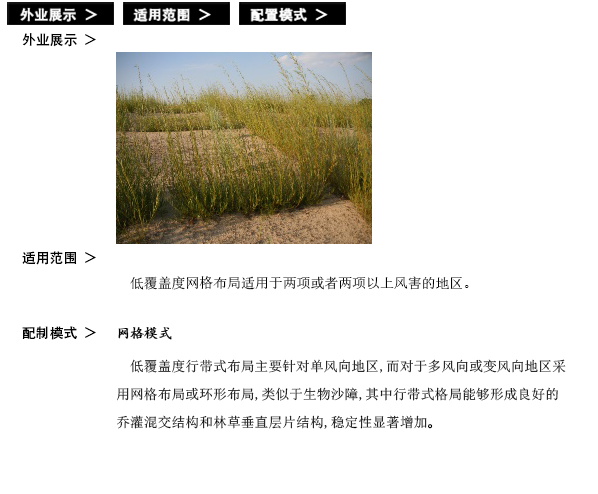 外业展示 > 适用范围 > 配置模式 >
外业展示 >
适用范围 >
低覆盖度网格布局适用于两项或者两项以上风害的地区。
配制模式 > 网格模式
低覆盖度行带式布局主要针对单风向地区,而对于多风向或变风向地区采
用网格布局或环形布局,类似于生物沙障,其中行带式格局能够形成良好的
乔灌混交结构和林草垂直层片结构,稳定性显著增加。